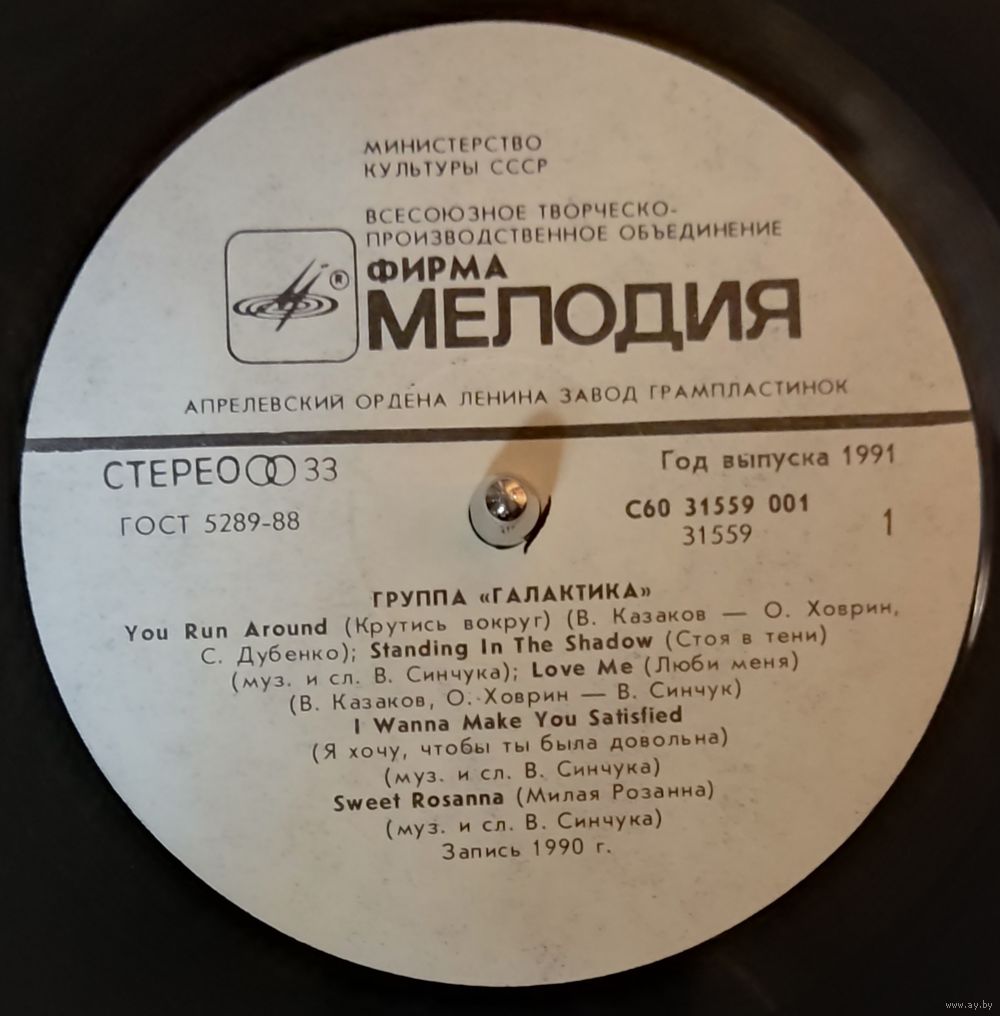 МИНИСТЕРСТВО
КУЛЬТУРЫ СССР
ВСЕСОЮЗНОЕ ТВОРЧЕСКО-
ПРОИЗВОДСТВЕННОЕ ОБЪЕДИНЕНИЕ
ФИРМА
®
МЕЛОДИЯ
АПРЕЛЕВСКИЙ ОРДЕНА ЛЕНИНА ЗАВОД ГРАМПЛАСТИНОК
СТЕРЕО 33
Год выпуска 1991
ГОСТ 5289-88
С60 31559 001
31559
1
ГРУППА «ГАЛАКТИКА»
You Run Around (Крутись вокруг) (В. Казаков — О. Ховрин,
С. Дубенко); Standing In The Shadow (Стоя в тени)
(муз. и сл. В. Синчука); Love Me (Люби меня)
(В. Казаков, О. Ховрин — В. Синчук)
I Wanna Make You Satisfied
(Я хочу, чтобы ты была довольна)
(муз. и сл. В. Синчука)
Sweet Rosanna (Милая Розанна)
(муз. и сл. В. Синчука)
Запись 1990 г.
www.ay.by